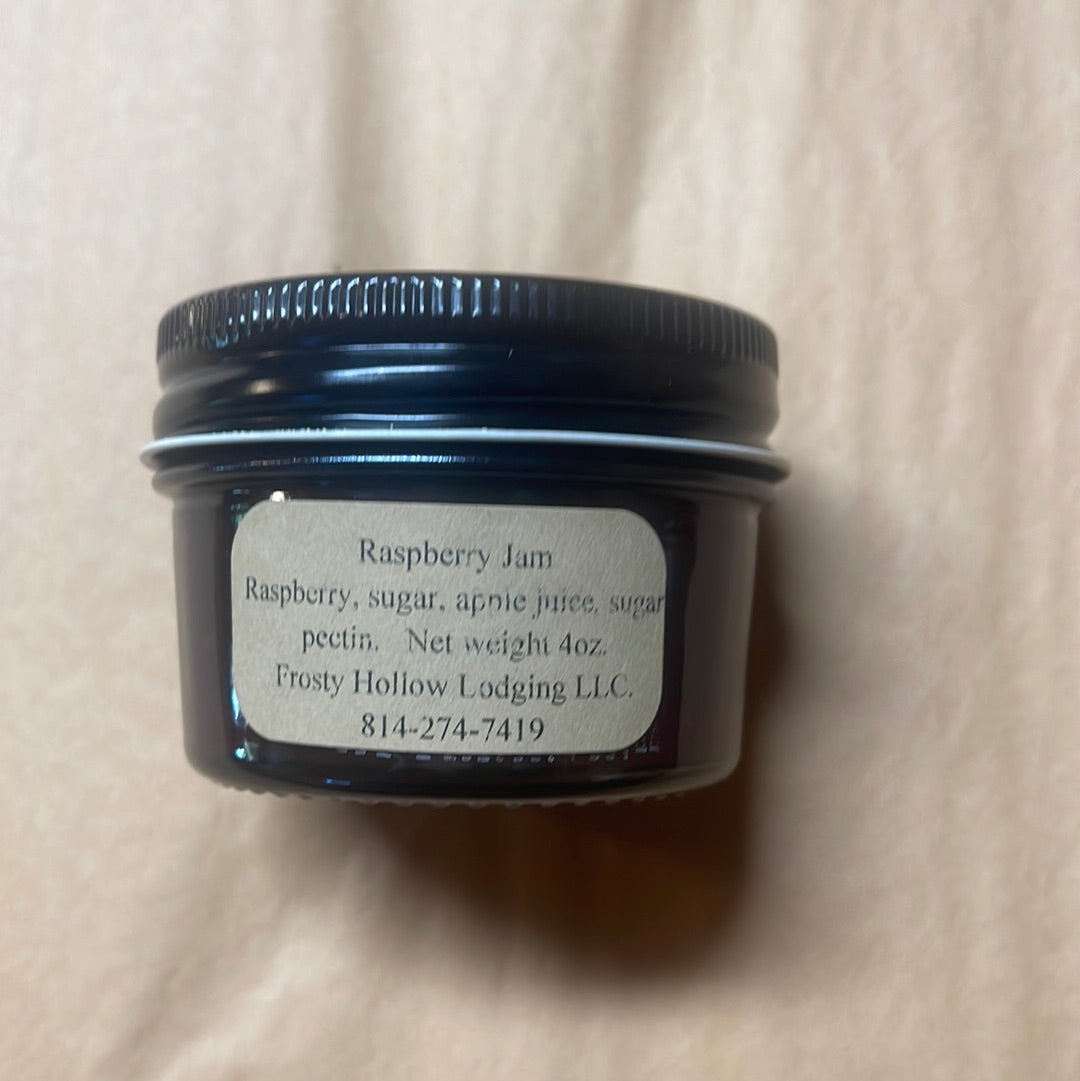 Raspberry Jam
Raspberry, sugar, apple juice, sugar
pectin. Net weight 4oz.
Frosty Hollow Lodging LLC.
814-274-7419